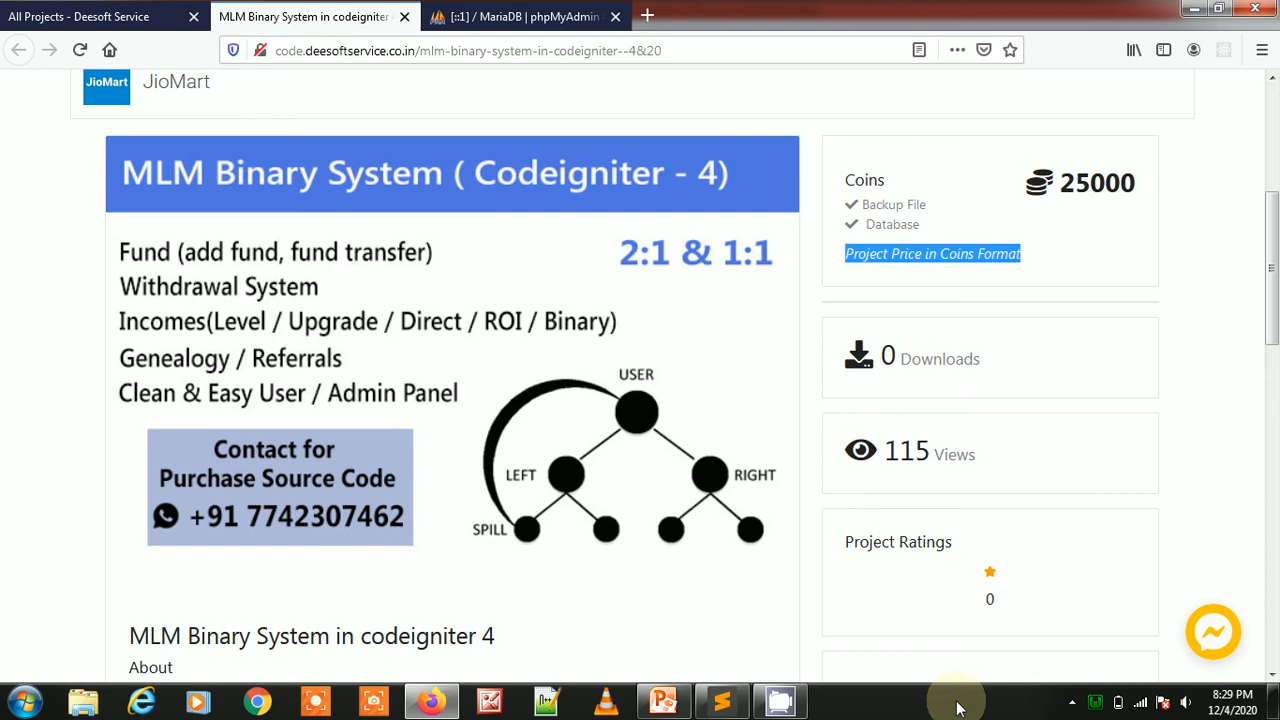 All Projects - Deesoft Service
MLM Binary System in codeigniter
[::1] / MariaDB | phpMyAdmin
code.deesoftservice.co.in/mlm-binary-system-in-codeigniter--4&20
JioMart
JioMart
MLM Binary System ( Codeigniter - 4)
Fund (add fund, fund transfer)
2:1 & 1:1
Withdrawal System
Incomes(Level / Upgrade / Direct / ROI / Binary)
Genealogy / Referrals
Clean & Easy User / Admin Panel
Contact for
Purchase Source Code
+91 7742307462
USER
LEFT
RIGHT
SPILL
MLM Binary System in codeigniter 4
About
Coins
25000
Backup File
Database
Project Price in Coins Format
0 Downloads
115 Views
Project Ratings
0
8:29 PM
12/4/2020